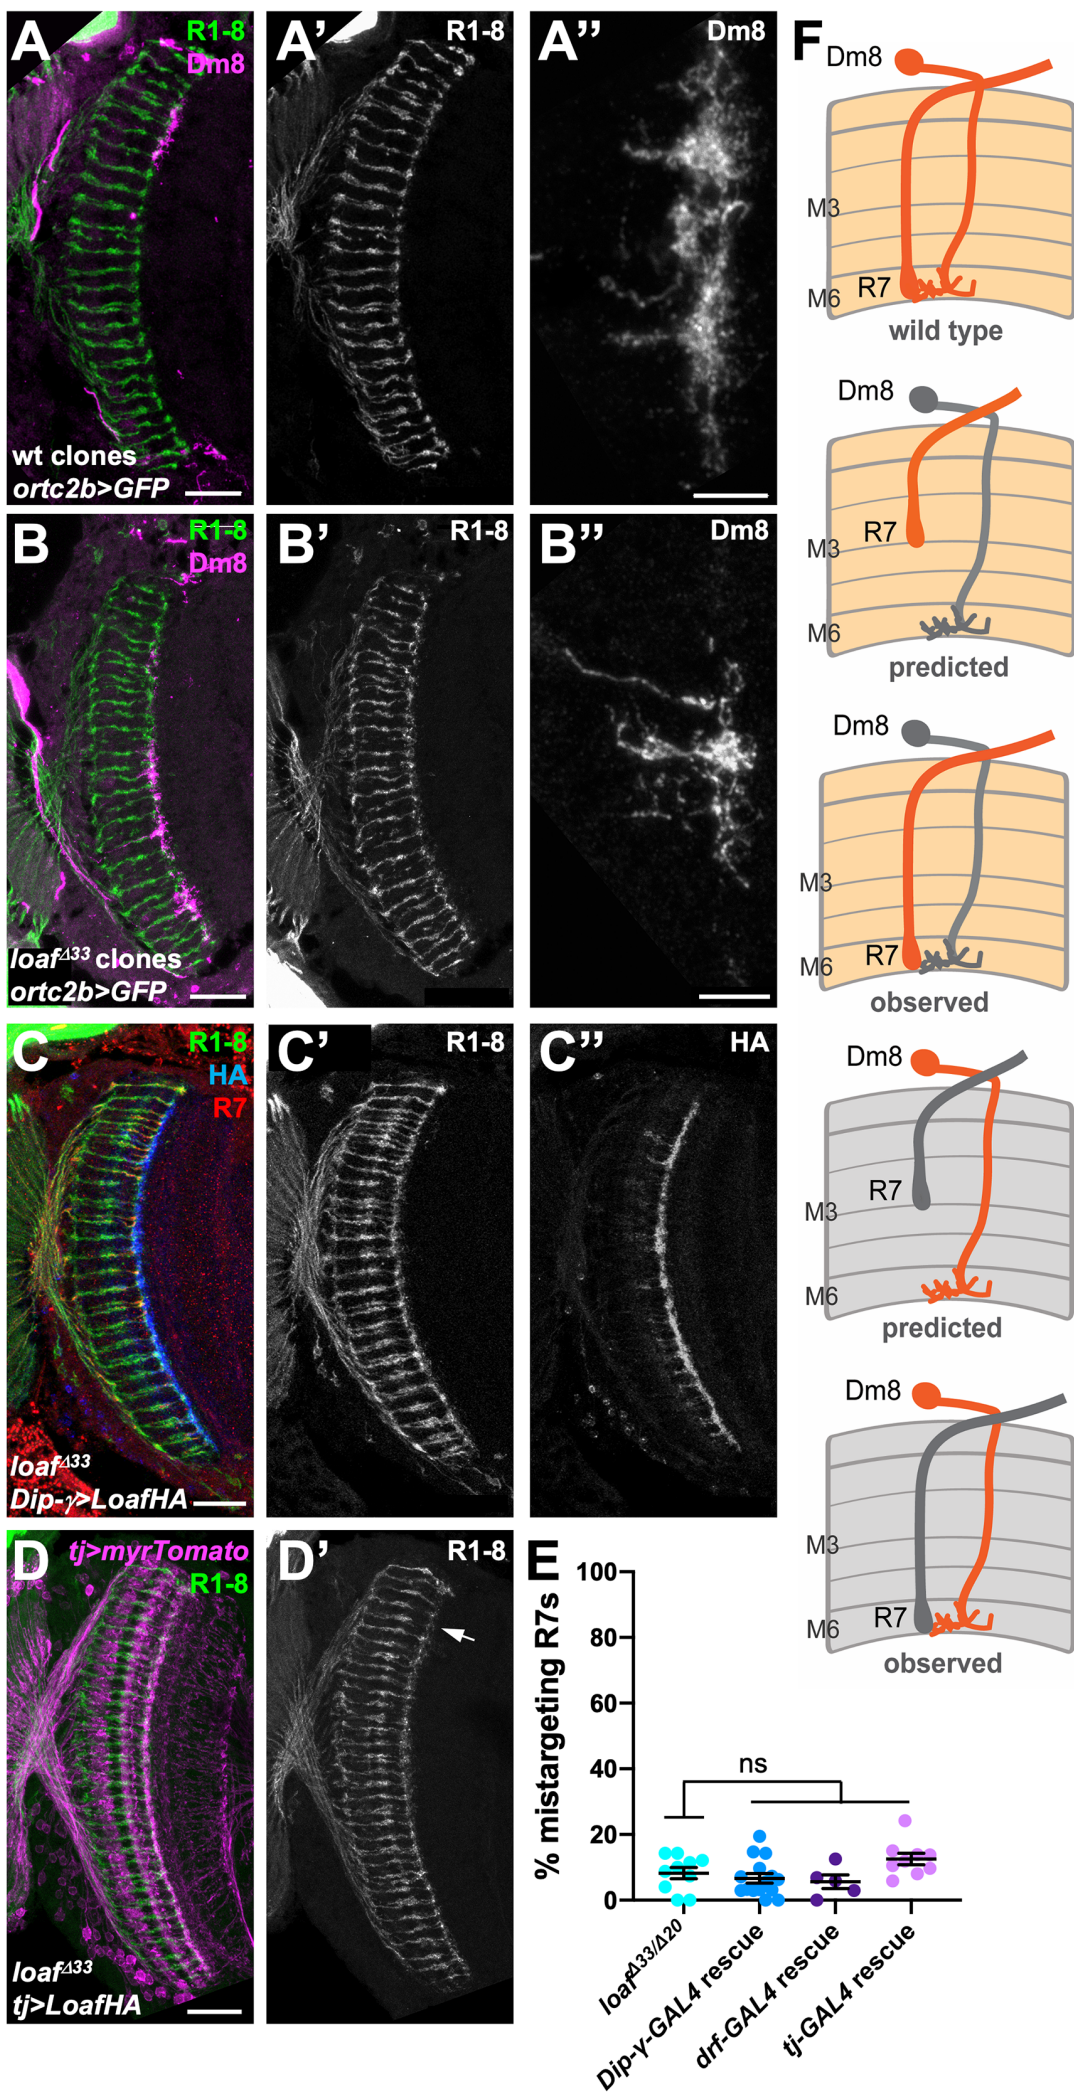 A
R1-8
Dm8
wt clones
ortc2b>GFP
A’
R1-8
A’’
Dm8
B
R1-8
Dm8
loafΔ33 clones
ortc2b>GFP
B’
R1-8
B’’
Dm8
C
R1-8
HA
R7
loafΔ33
Dip-γ>LoafHA
C’
R1-8
C’’
HA
D
tj>myrTomato
R1-8
loafΔ33
tj>LoafHA
D’
R1-8
E
% mistargeting R7s
100
80
60
40
20
0
ns
loafΔ33/Δ20
Dip-γ-GAL4 rescue
drf-GAL4 rescue
tj-GAL4 rescue
F
Dm8
M3
M6
R7
wild type
Dm8
R7
M3
M6
predicted
Dm8
M3
R7
M6
observed
Dm8
R7
M3
M6
predicted
Dm8
M3
R7
M6
observed